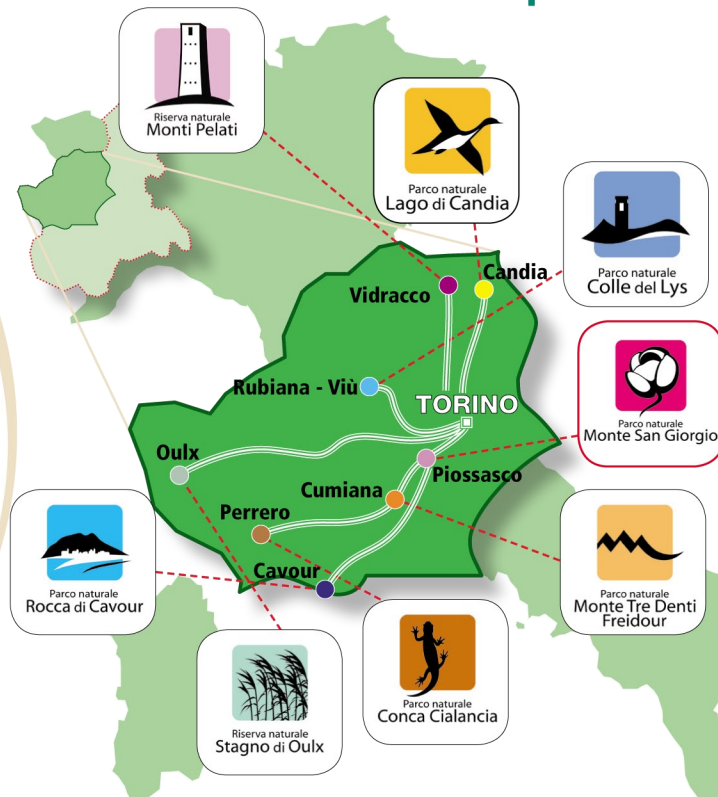 Riserva naturale
Monti Pelati
Parco naturale
Lago di Candia
Parco naturale
Colle del Lys
Candia
Vidracco
Rubiana - Viù
TORINO
Parco naturale
Monte San Giorgio
Oulx
Piossasco
Cumiana
Perrero
Cavour
Parco naturale
Rocca di Cavour
Parco naturale
Monte Tre Denti
Freidour
Riserva naturale
Stagno di Oulx
Parco naturale
Conca Cialancia